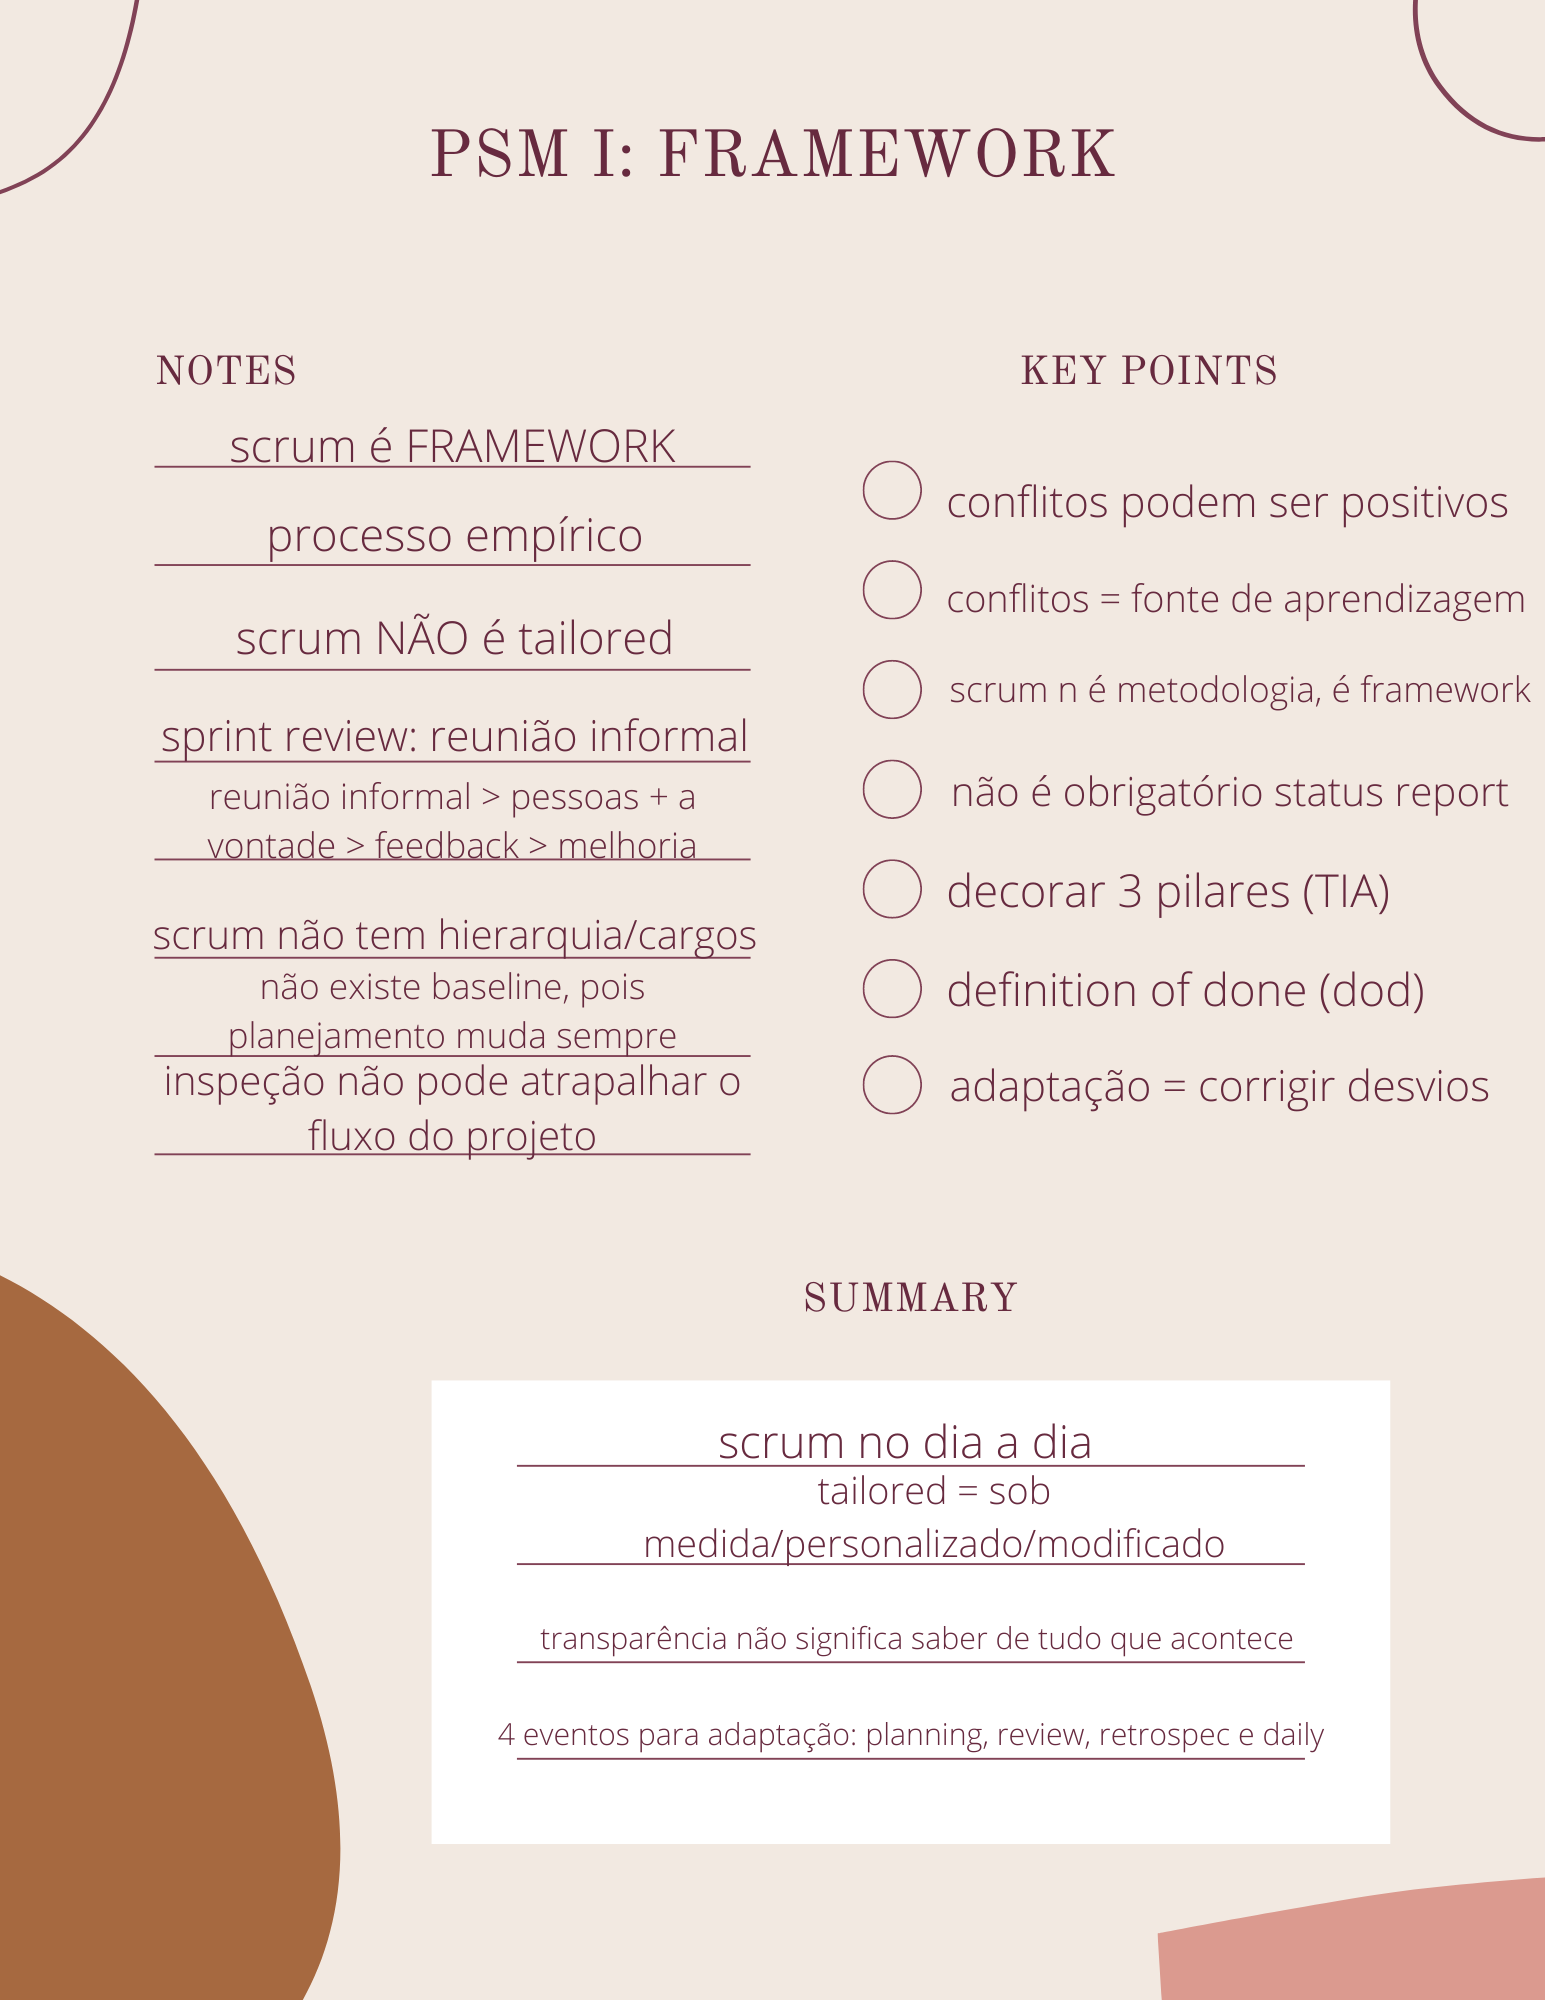 PSM I: FRAMEWORK
NOTES
scrum é FRAMEWORK
processo empírico
scrum NÃO é tailored
sprint review: reunião informal
reunião informal > pessoas + a
vontade > feedback > melhoria
scrum não tem hierarquia/cargos
não existe baseline, pois
planejamento muda sempre
inspeção não pode atrapalhar o
fluxo do projeto
KEY POINTS
conflitos podem ser positivos
conflitos = fonte de aprendizagem
scrum n é metodologia, é framework
não é obrigatório status report
decorar 3 pilares (TIA)
definition of done (dod)
adaptação = corrigir desvios
SUMMARY
scrum no dia a dia
tailored = sob
medida/personalizado/modificado
transparência não significa saber de tudo que acontece
4 eventos para adaptação: planning, review, retrospec e daily